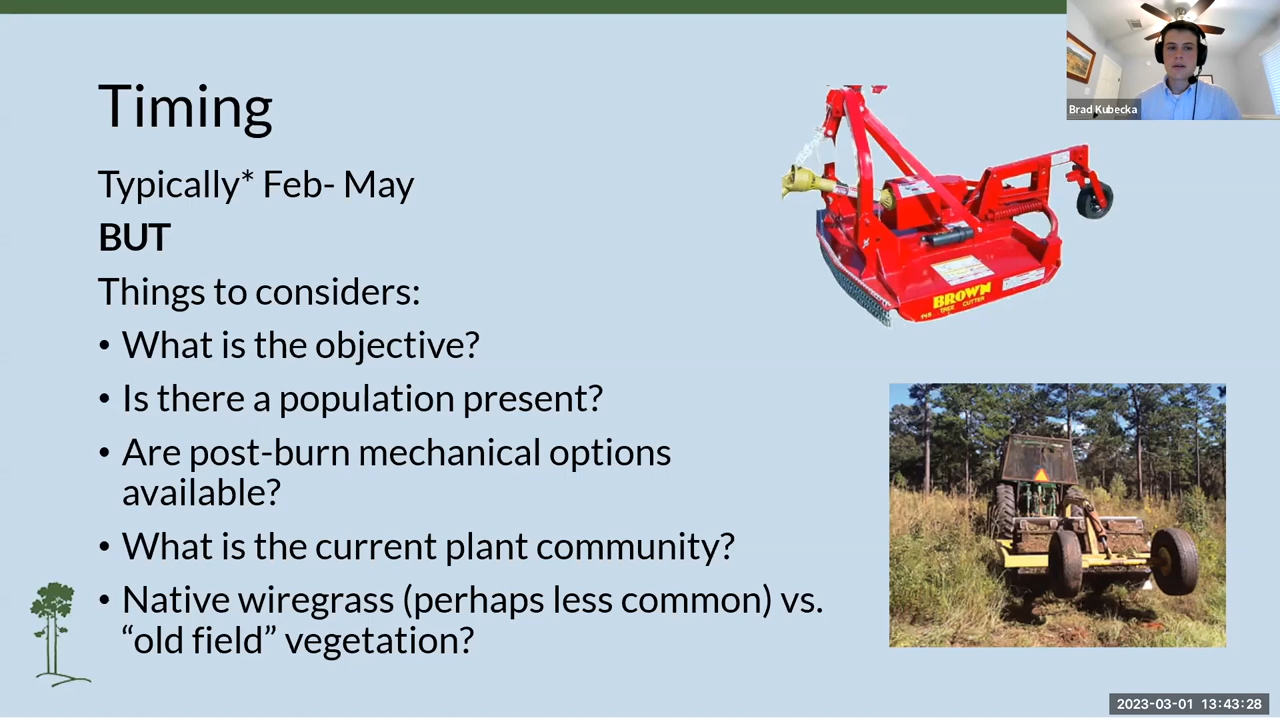 Timing
Typically* Feb- May
BUT
Things to considers:
• What is the objective?
• Is there a population present?
• Are post-burn mechanical options
available?
• What is the current plant community?
• Native wiregrass (perhaps less common) vs.
“old field” vegetation?
Brad Kubecka
BROWN
TREE CUTTER
2023-03-01 13:43:28